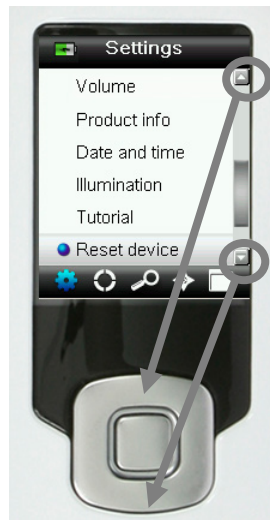 Settings
Volume
Product info
Date and time
Illumination
Tutorial
Reset device